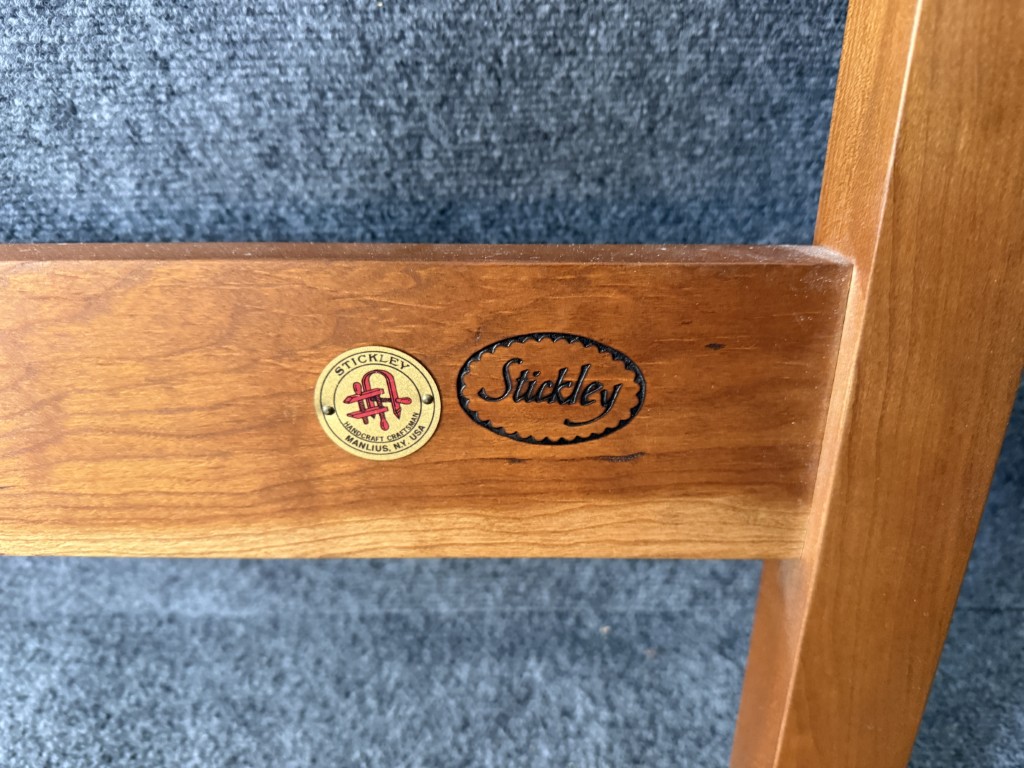 STICKLEY
HANDCRAFT CRAFTSMAN
MANLIUS, NY. USA
Stickley